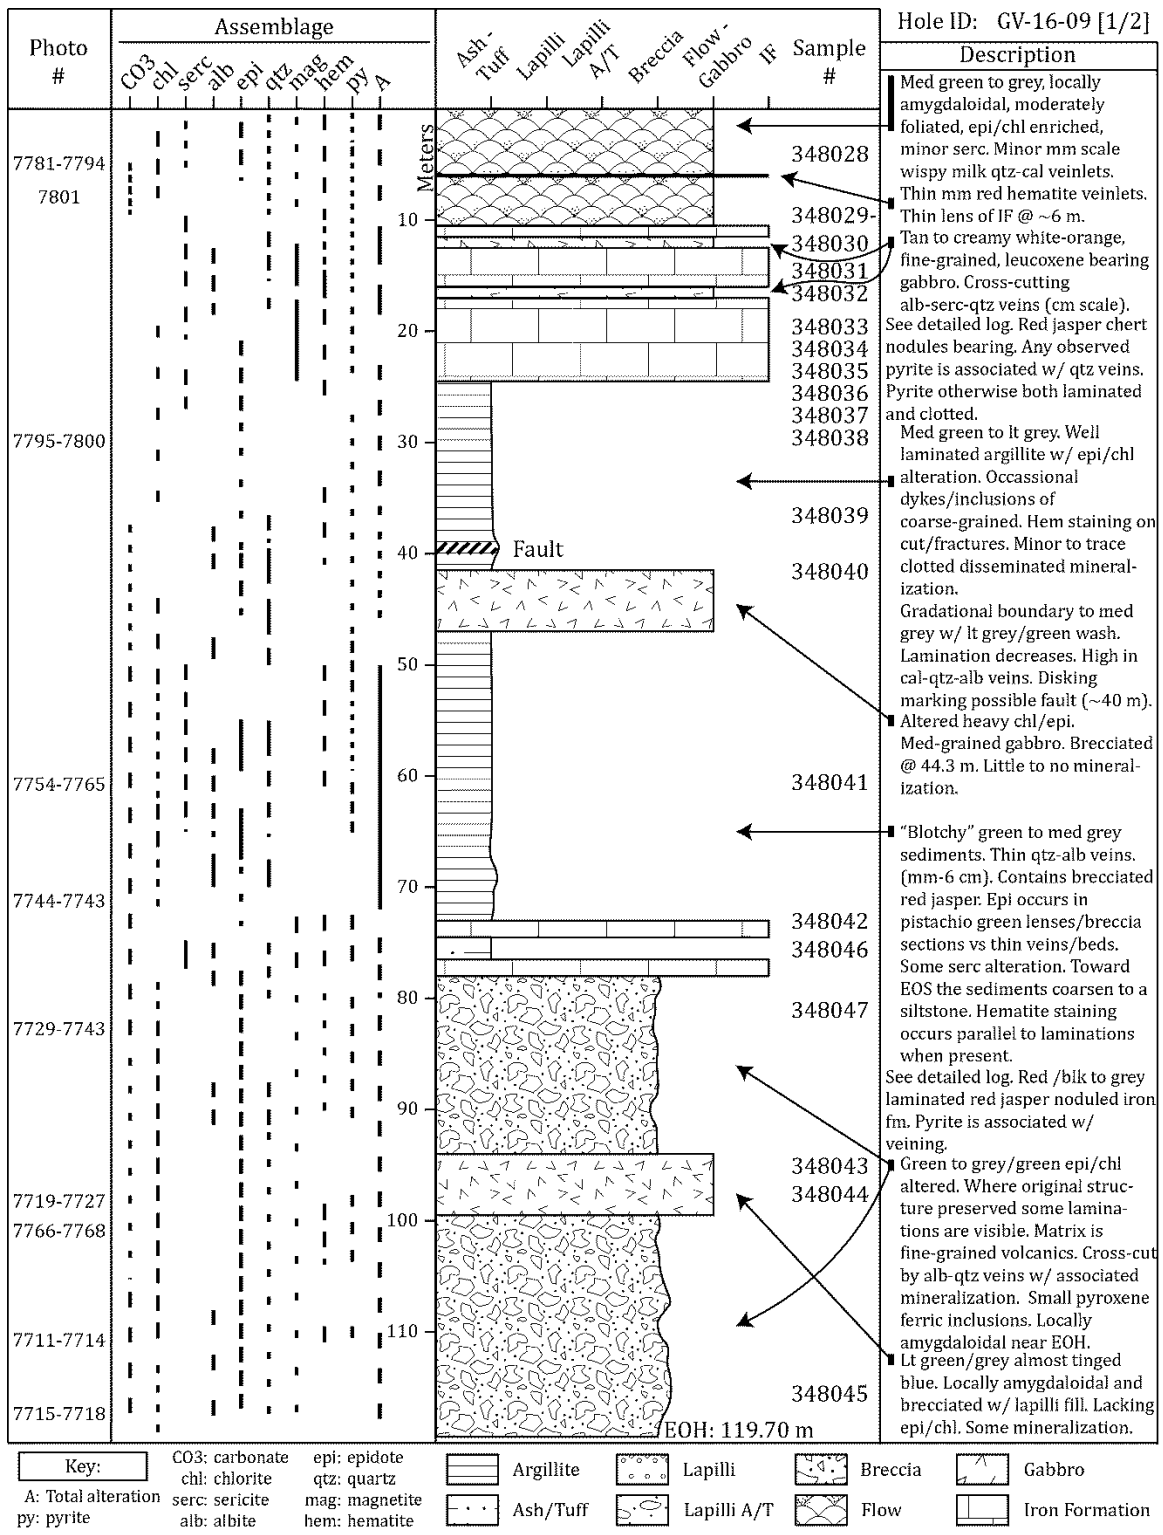 Hole ID: GV-16-09 [1/2]
Photo
#
Assemblage
CO3
chl
serc
alb
epi
qtz
mag
hem
py
A
Ash -
Tuff
Lapilli
Lapilli
A/T
Breccia
Flow -
Gabbro
IF
Sample
#
Description
7781-7794
7801
7795-7800
7754-7765
7744-7743
7729-7743
7719-7727
7766-7768
7711-7714
7715-7718
Meters
10
20
30
40
50
60
70
80
90
100
110
Fault
EOH: 119.70 m
348028
348029-
348030
348031
348032
348033
348034
348035
348036
348037
348038
348039
348040
348041
348042
348046
348047
348043
348044
348045
Med green to grey, locally
amygdaloidal, moderately
foliated, epi/chl enriched,
minor serc. Minor mm scale
wispy milk qtz-cal veinlets.
Thin mm red hematite veinlets.
Thin lens of IF @ ~6 m.
Tan to creamy white-orange,
fine-grained, leucoxene bearing
gabbro. Cross-cutting
alb-serc-qtz veins (cm scale).
See detailed log. Red jasper chert
nodules bearing. Any observed
pyrite is associated w/ qtz veins.
Pyrite otherwise both laminated
and clotted.
Med green to lt grey. Well
laminated argillite w/ epi/chl
alteration. Occassional
dykes/inclusions of
coarse-grained. Hem staining on
cut/fractures. Minor to trace
clotted disseminated mineral-
ization.
Gradational boundary to med
grey w/ lt grey/green wash.
Lamination decreases. High in
cal-qtz-alb veins. Disking
marking possible fault (~40 m).
Altered heavy chl/epi.
Med-grained gabbro. Brecciated
@ 44.3 m. Little to no mineral-
ization.
"Blotchy" green to med grey
sediments. Thin qtz-alb veins.
(mm-6 cm). Contains brecciated
red jasper. Epi occurs in
pistachio green lenses/breccia
sections vs thin veins/beds.
Some serc alteration. Toward
EOS the sediments coarsen to a
siltstone. Hematite staining
occurs parallel to laminations
when present.
See detailed log. Red /blk to grey
laminated red jasper noduled iron
fm. Pyrite is associated w/
veining.
Green to grey/green epi/chl
altered. Where original struc-
ture preserved some lamina-
tions are visible. Matrix is
fine-grained volcanics. Cross-cut
by alb-qtz veins w/ associated
mineralization. Small pyroxene
ferric inclusions. Locally
amygdaloidal near EOH.
Lt green/grey almost tinged
blue. Locally amygdaloidal and
brecciated w/ lapilli fill. Lacking
epi/chl. Some mineralization.
Key:
A: Total alteration
py: pyrite
CO3: carbonate
chl: chlorite
serc: sericite
alb: albite
epi: epidote
qtz: quartz
mag: magnetite
hem: hematite
Argillite
Ash/Tuff
Lapilli
Lapilli A/T
Breccia
Flow
Gabbro
Iron Formation